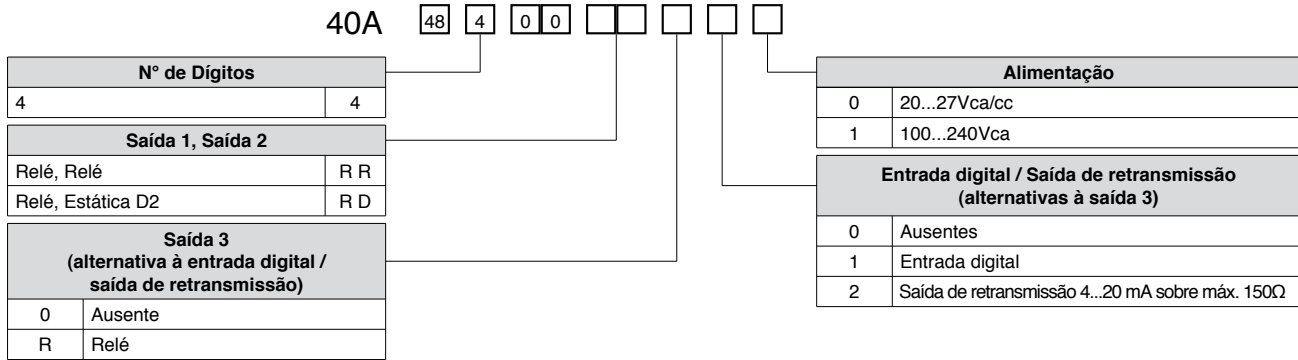 40A 48 4 0 0
N° de Dígitos
4 4
Saída 1, Saída 2
Relé, Relé R R
Relé, Estática D2 R D
Saída 3
(alternativa à entrada digital /
saída de retransmissão)
0 Ausente
R Relé
Alimentação
0 20...27Vca/cc
1 100...240Vca
Entrada digital / Saída de retransmissão
(alternativas à saída 3)
0 Ausentes
1 Entrada digital
2 Saída de retransmissão 4...20 mA sobre máx. 150Ω